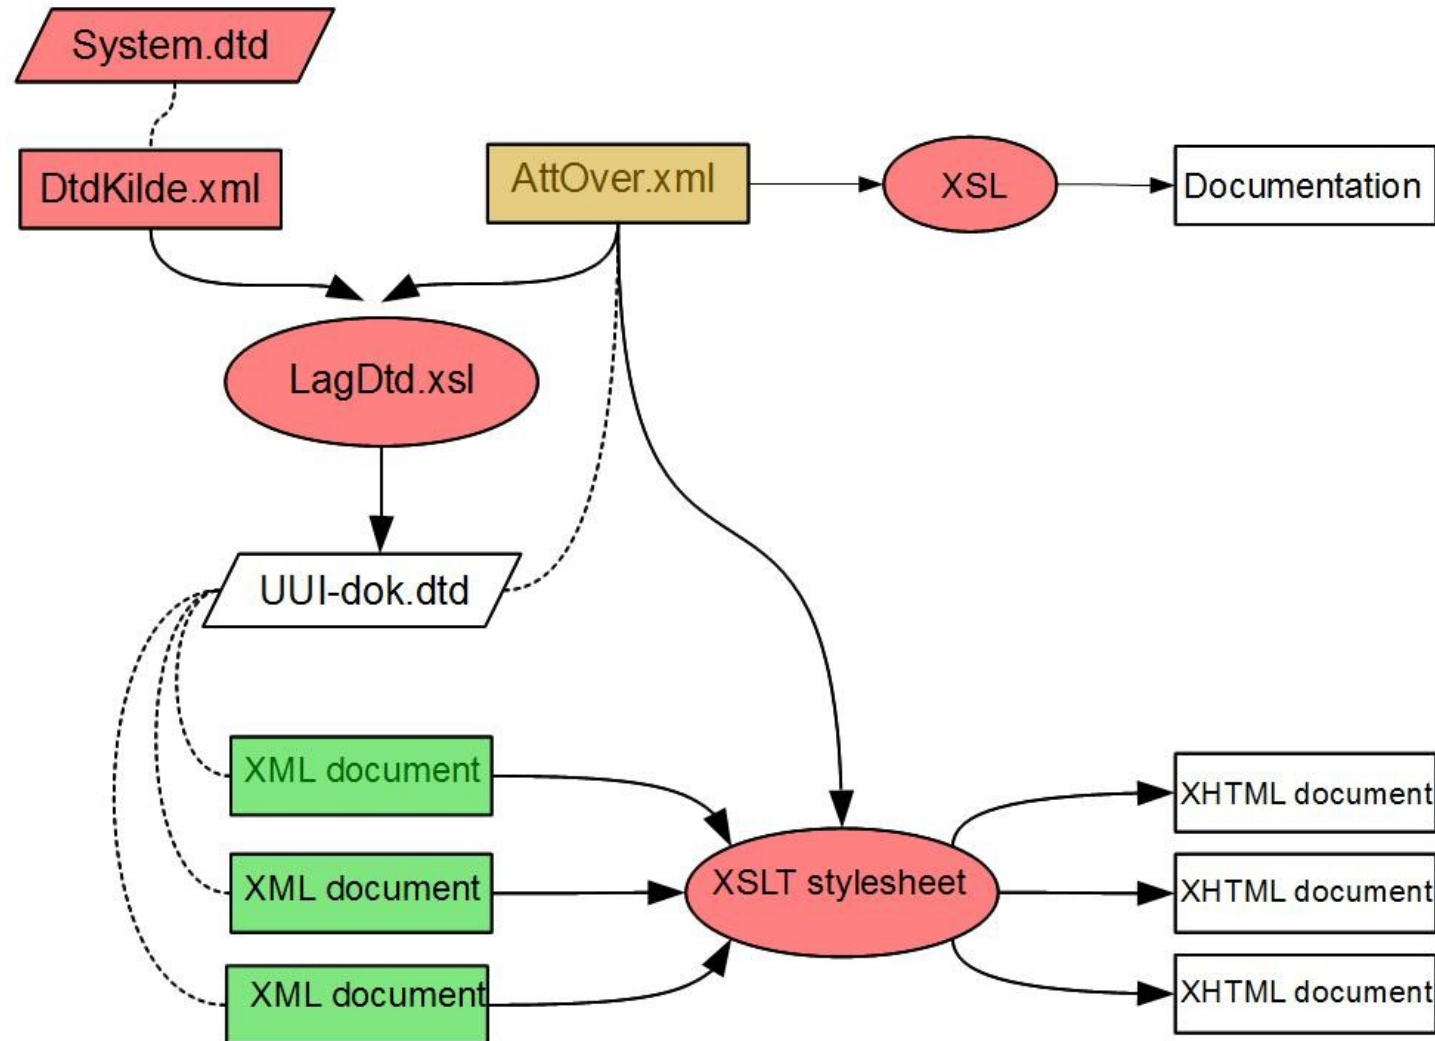 System.dtd
DtdKilde.xml
AttOver.xml
XSL
Documentation
LagDtd.xsl
UUI-dok.dtd
XML document
XHTML document
XML document
XSLT stylesheet
XHTML document
XML document
XHTML document